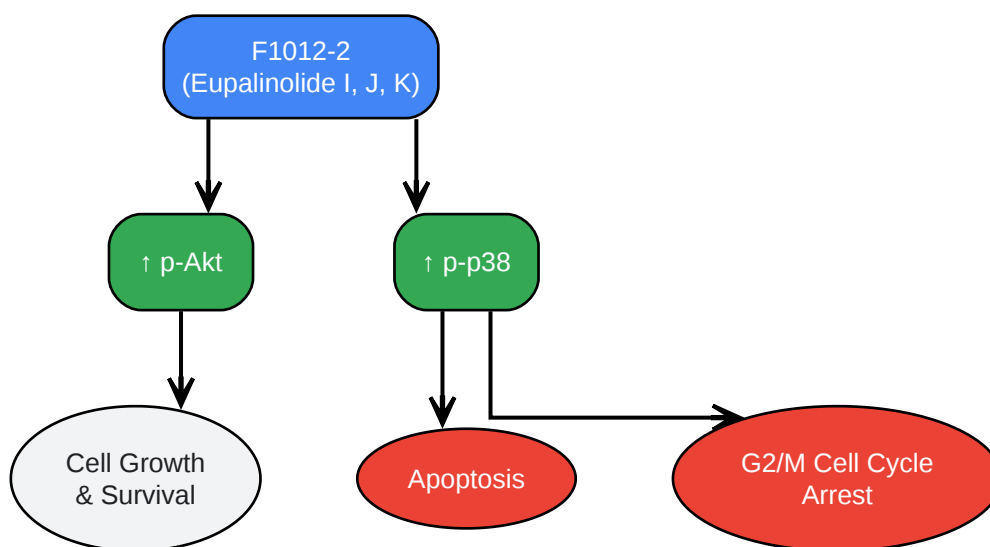 F1012-2
(Eupalinolide I, J, K)
↑ p-Akt
↑ p-p38
Cell Growth
& Survival
Apoptosis
G2/M Cell Cycle
Arrest